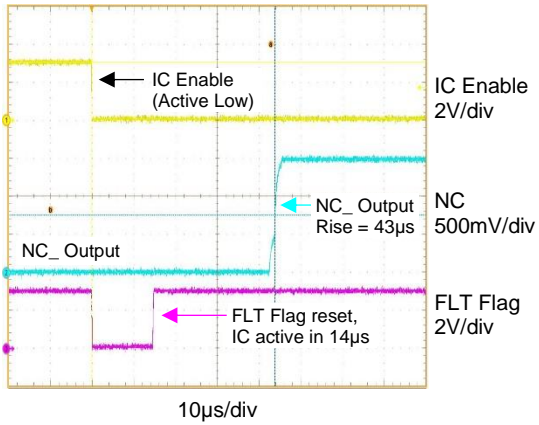 IC Enable
(Active Low)
IC Enable
2V/div
NC_ Output
Rise = 43µs
NC
500mV/div
NC_ Output
FLT Flag reset,
IC active in 14µs
FLT Flag
2V/div
10µs/div